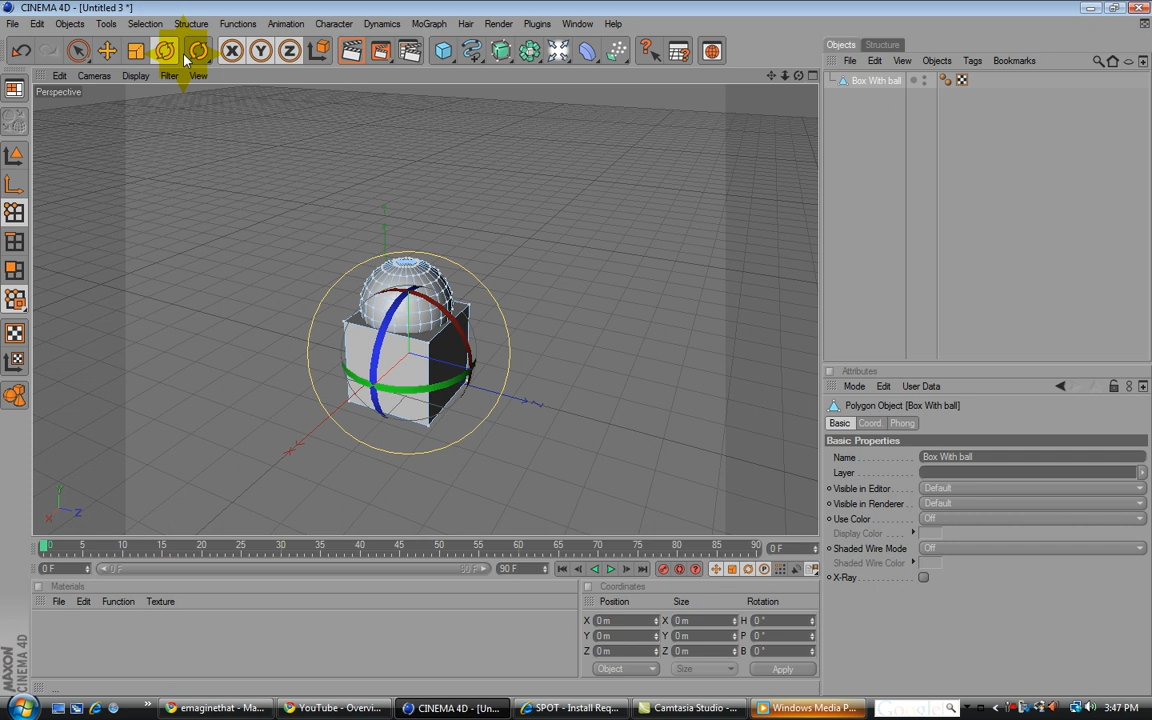 CINEMA 4D - [Untitled 3 *]
File Edit Objects Tools Selection Structure Functions Animation Character Dynamics MoGraph Hair Render Plugins Window Help
X Y Z
Objects Structure
File Edit View Objects Tags Bookmarks
Box With ball
Edit Cameras Display Filter View
Perspective
Y
X
Z
Attributes
Mode Edit User Data
Polygon Object [Box With ball]
Basic Coord. Phong
Basic Properties
Name Box With ball
Layer
Visible in Editor Default
Visible in Renderer Default
Use Color Off
Display Color
Shaded Wire Mode Off
Shaded Wire Color
X-Ray
0 5 10 15 20 25 30 35 40 45 50 55 60 65 70 75 80 85 90 0 F
0 F 0 F 90 F 90 F
Materials
File Edit Function Texture
Coordinates
Position Size Rotation
X 0 m X 0 m H 0 °
Y 0 m Y 0 m P 0 °
Z 0 m Z 0 m B 0 °
Object Size Apply
MAXON CINEMA 4D
...
emaginethat - Ma... YouTube - Overvi... CINEMA 4D - [Un... SPOT - Install Req... Camtasia Studio -... Windows Media P... Google 3:47 PM